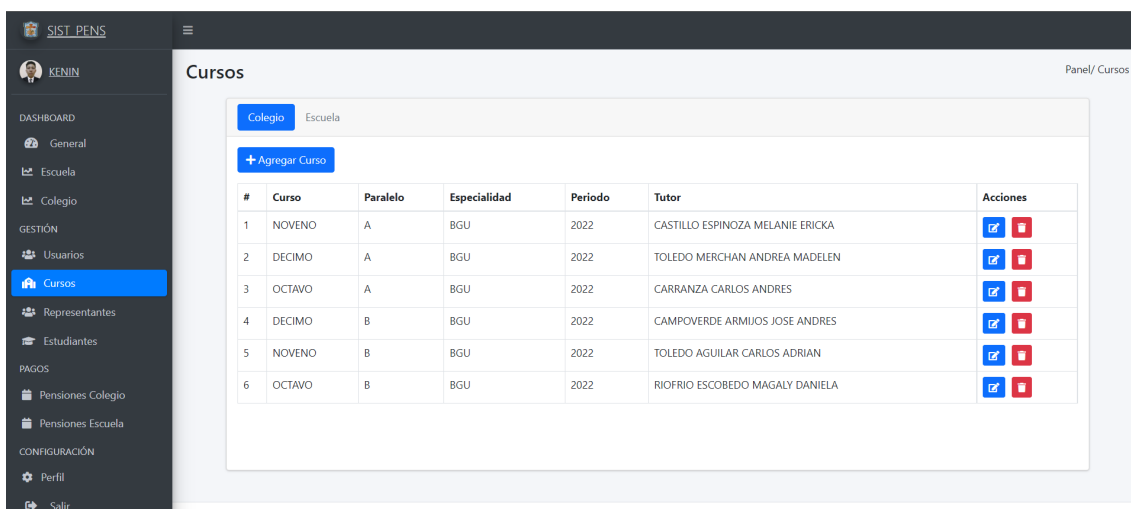 SIST_PENS
KENIN
DASHBOARD
General
Escuela
Colegio
GESTIÓN
Usuarios
Cursos
Representantes
Estudiantes
PAGOS
Pensiones Colegio
Pensiones Escuela
CONFIGURACIÓN
Perfil
Salir
Cursos
Panel/ Cursos
Colegio Escuela
+ Agregar Curso
# Curso Paralelo Especialidad Periodo Tutor Acciones
1 NOVENO A BGU 2022 CASTILLO ESPINOZA MELANIE ERICKA
2 DECIMO A BGU 2022 TOLEDO MERCHAN ANDREA MADELEN
3 OCTAVO A BGU 2022 CARRANZA CARLOS ANDRES
4 DECIMO B BGU 2022 CAMPOVERDE ARMIJOS JOSE ANDRES
5 NOVENO B BGU 2022 TOLEDO AGUILAR CARLOS ADRIAN
6 OCTAVO B BGU 2022 RIOFRIO ESCOBEDO MAGALY DANIELA